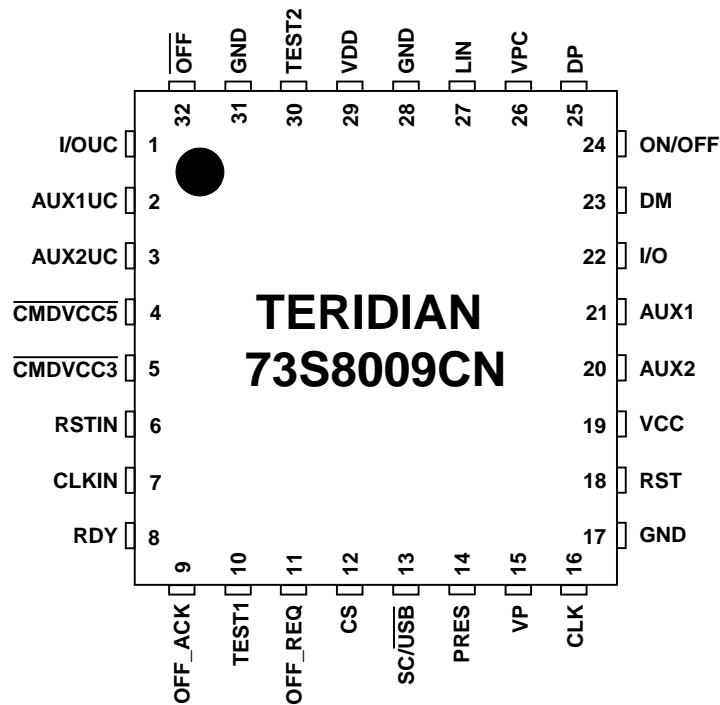 OFF
GND
TEST2
VDD
GND
LIN
VPC
DP
32 31 30 29 28 27 26 25
I/OUC 1 24 ON/OFF
AUX1UC 2 23 DM
AUX2UC 3 22 I/O
CMDVCC5 4 21 AUX1
CMDVCC3 5 20 AUX2
RSTIN 6 19 VCC
CLKIN 7 18 RST
RDY 8 17 GND
TERIDIAN
73S8009CN
9 10 11 12 13 14 15 16
OFF_ACK
TEST1
OFF_REQ
CS
SC/USB
PRES
VP
CLK